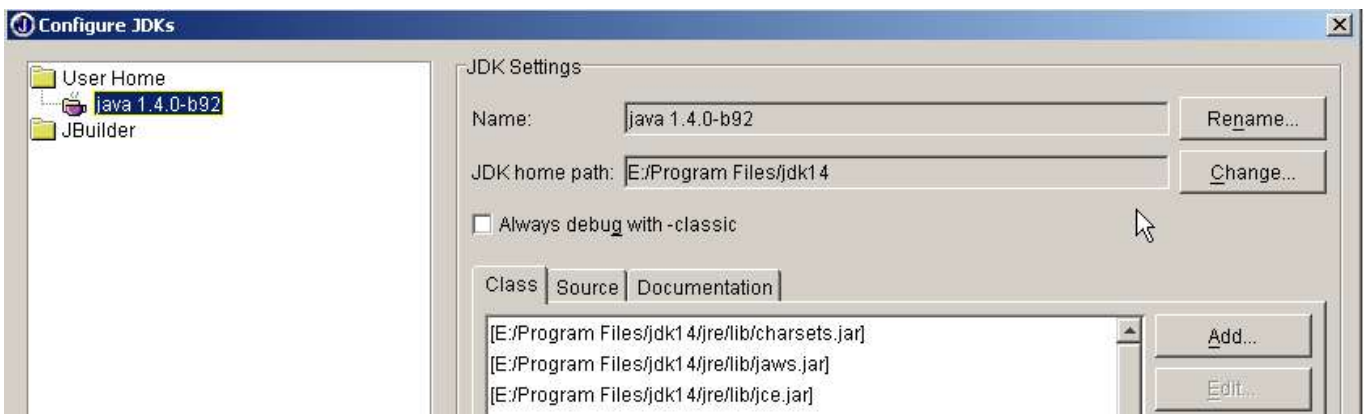 Configure JDKs
User Home
java 1.4.0-b92
JBuilder
JDK Settings
Name: java 1.4.0-b92 Rename...
JDK home path: E:/Program Files/jdk14 Change...
Always debug with -classic
Class Source Documentation
[E:/Program Files/jdk14/jre/lib/charsets.jar]
[E:/Program Files/jdk14/jre/lib/jaws.jar]
[E:/Program Files/jdk14/jre/lib/jce.jar]
Add...
Edit...